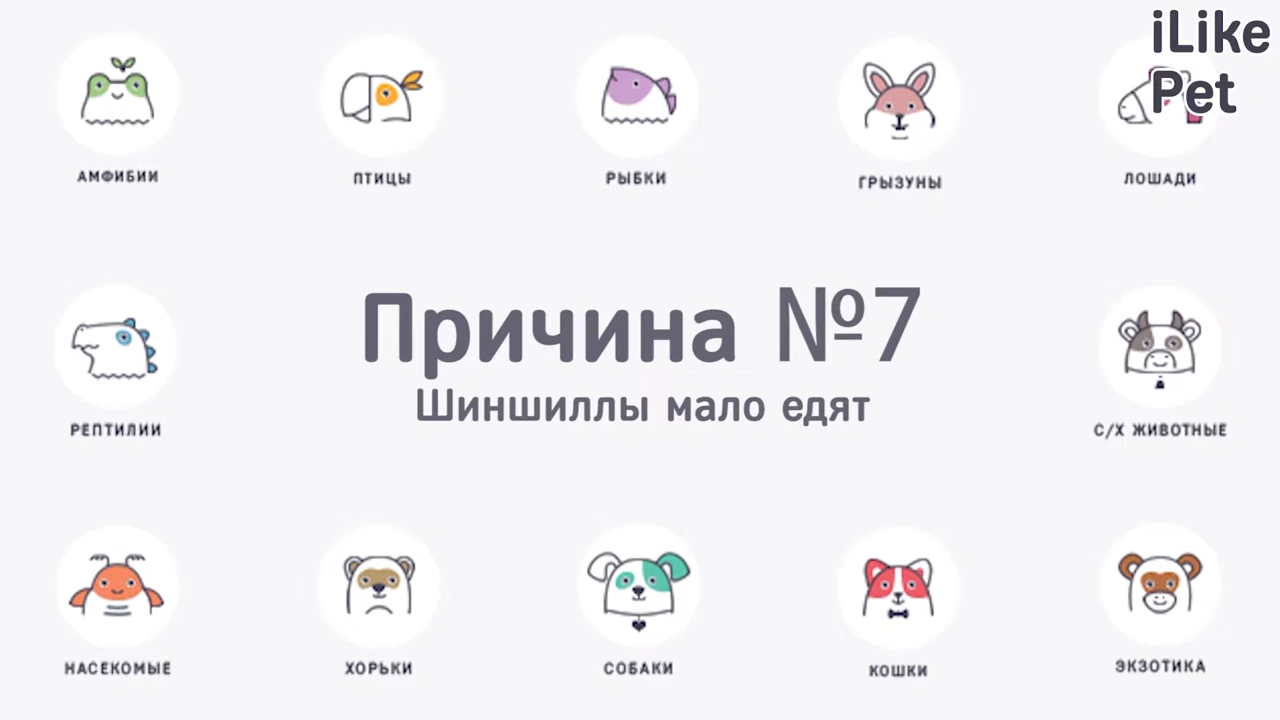 iLike
Pet
АМФИБИИ
ПТИЦЫ
РЫБКИ
ГРЫЗУНЫ
ЛОШАДИ
Причина №7
Шиншиллы мало едят
РЕПТИЛИИ
С/Х ЖИВОТНЫЕ
НАСЕКОМЫЕ
ХОРЬКИ
СОБАКИ
КОШКИ
ЭКЗОТИКА